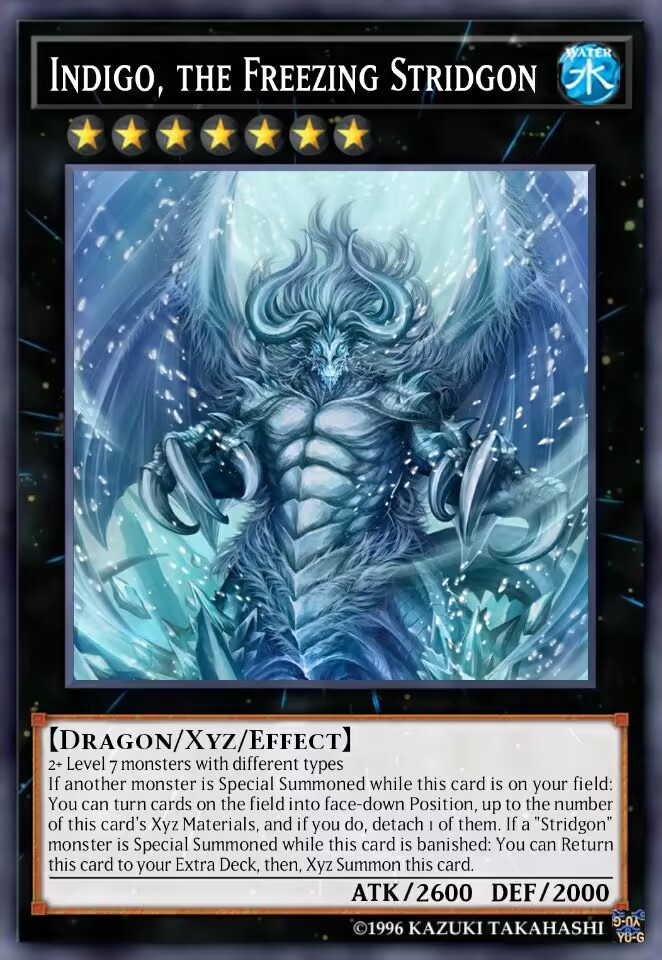 Indigo, the Freezing Stridgon
WATER
水
【Dragon/Xyz/Effect】
2+ Level 7 monsters with different types
If another monster is Special Summoned while this card is on your field:
You can turn cards on the field into face-down Position, up to the number
of this card's Xyz Materials, and if you do, detach 1 of them. If a "Stridgon"
monster is Special Summoned while this card is banished: You can Return
this card to your Extra Deck, then, Xyz Summon this card.
ATK/2600 DEF/2000
©1996 KAZUKI TAKAHASHI